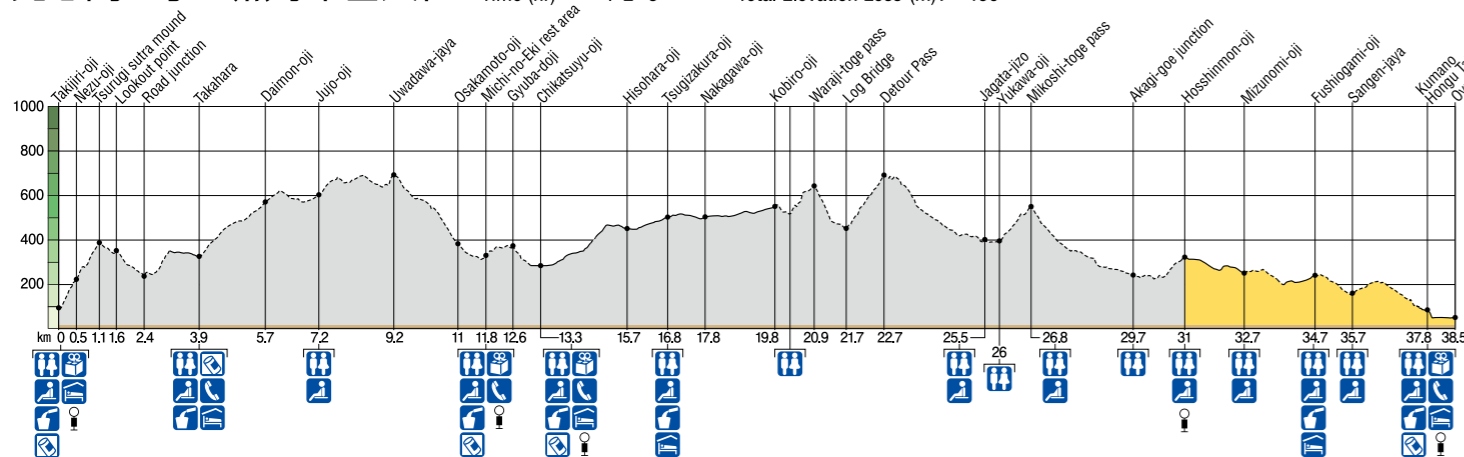 Time (hr)
Total Elevation Loss (m):
Takijiri-oji
Nezu-oji
Tsurugi sutra mound
Lookout point
Road junction
Takahara
Daimon-oji
Jujo-oji
Uwadawa-jaya
Osakamoto-oji
Michi-no-Eki rest area
Gyuba-doji
Chikatsuyu-oji
Hisohara-oji
Tsugizakura-oji
Nakagawa-oji
Kobiro-oji
Waraji-toge pass
Log Bridge
Detour Pass
Jagata-jizo
Yukawa-oji
Mikoshi-toge pass
Akagi-goe junction
Hosshinmon-oji
Mizunomi-oji
Fushiogami-oji
Sangen-jaya
Kumano
Hongu
1000
800
600
400
200
km 0 0,5 1.1 1.6 2.4 3.9 5.7 7.2 9.2 11 11.8 12.6 13,3 15.7 16.8 17.8 19.8 20.9 21.7 22.7 25.5 26 26.8 29.7 31 32.7 34.7 35.7 37.8 38.5